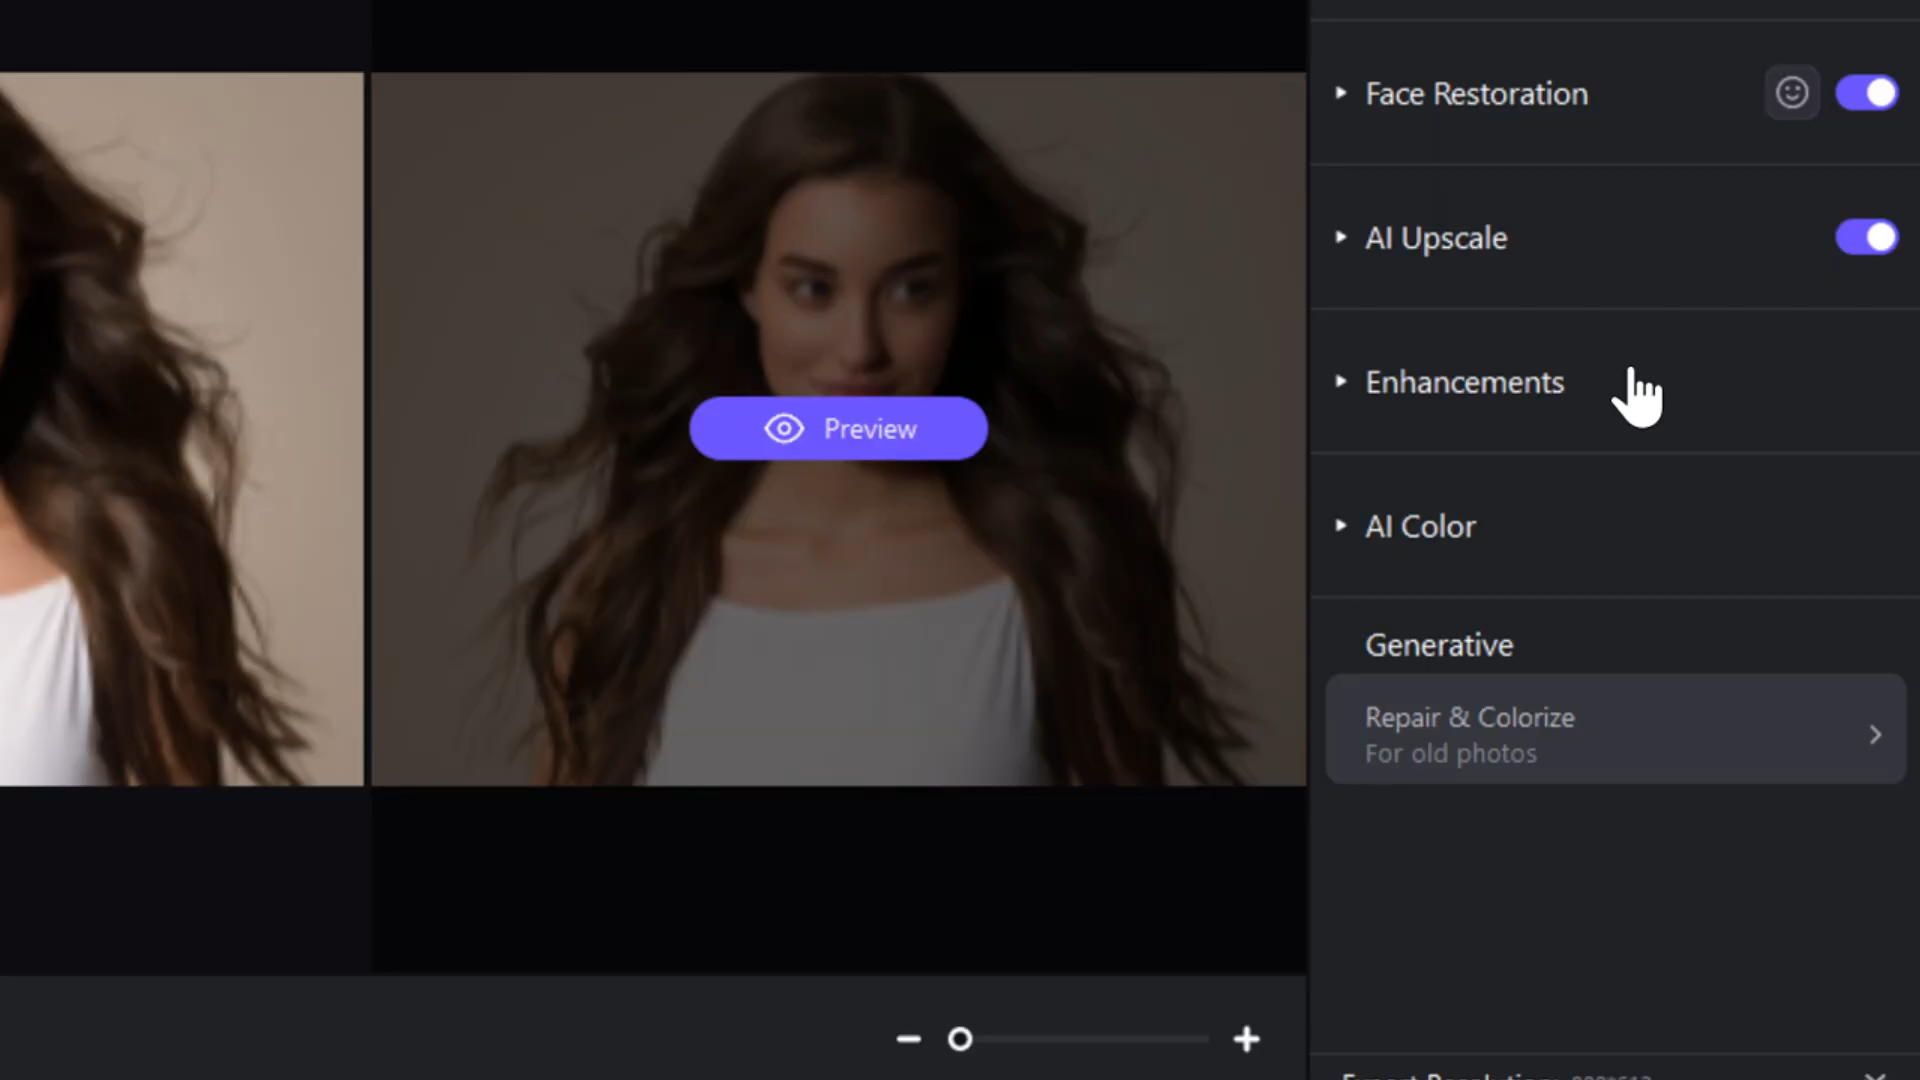 Face Restoration
AI Upscale
Enhancements
Preview
AI Color
Generative
Repair & Colorize
For old photos